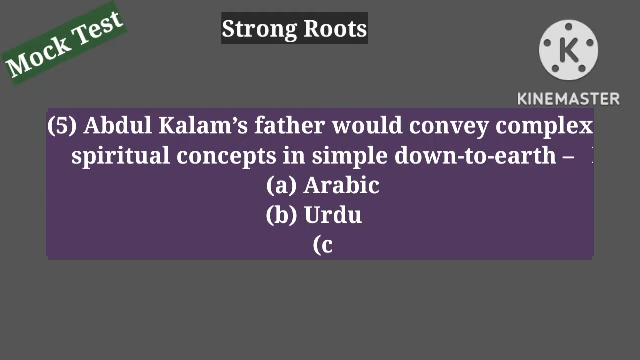 Mock Test
Strong Roots
K
KINEMASTER
(5) Abdul Kalam’s father would convey complex
spiritual concepts in simple down-to-earth –
(a) Arabic
(b) Urdu
(c